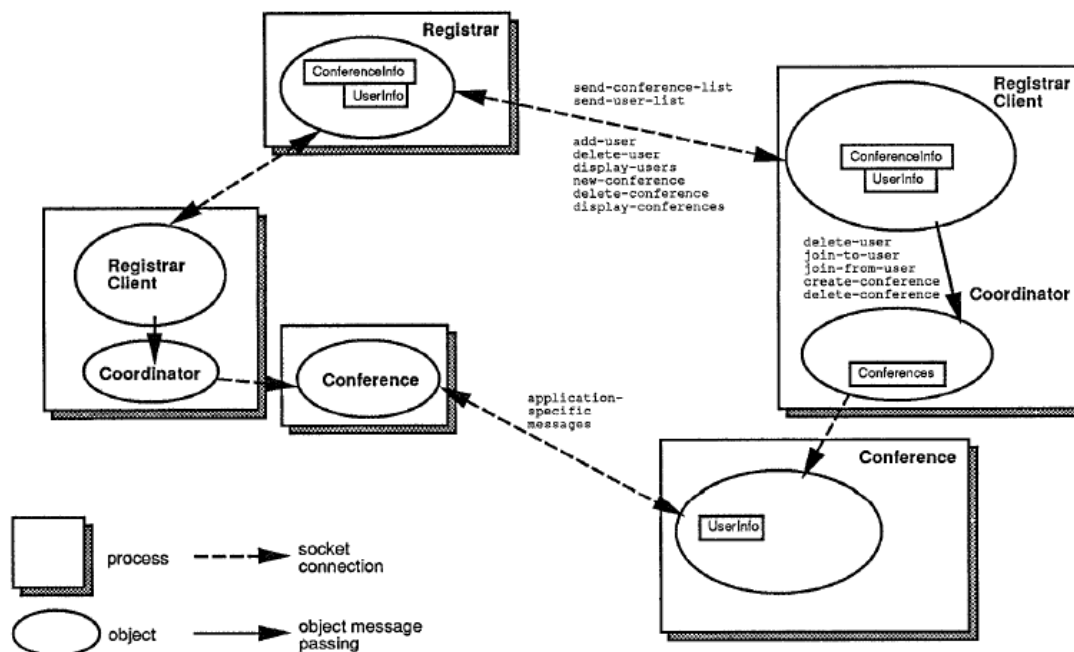 Registrar
ConferenceInfo
UserInfo
send-conference-list
send-user-list
add-user
delete-user
display-users
new-conference
delete-conference
display-conferences
Registrar
Client
ConferenceInfo
UserInfo
delete-user
join-to-user
join-from-user
create-conference
delete-conference
Coordinator
Conferences
Registrar
Client
Coordinator
Conference
application-
specific
messages
Conference
UserInfo
process
socket
connection
object
object message
passing